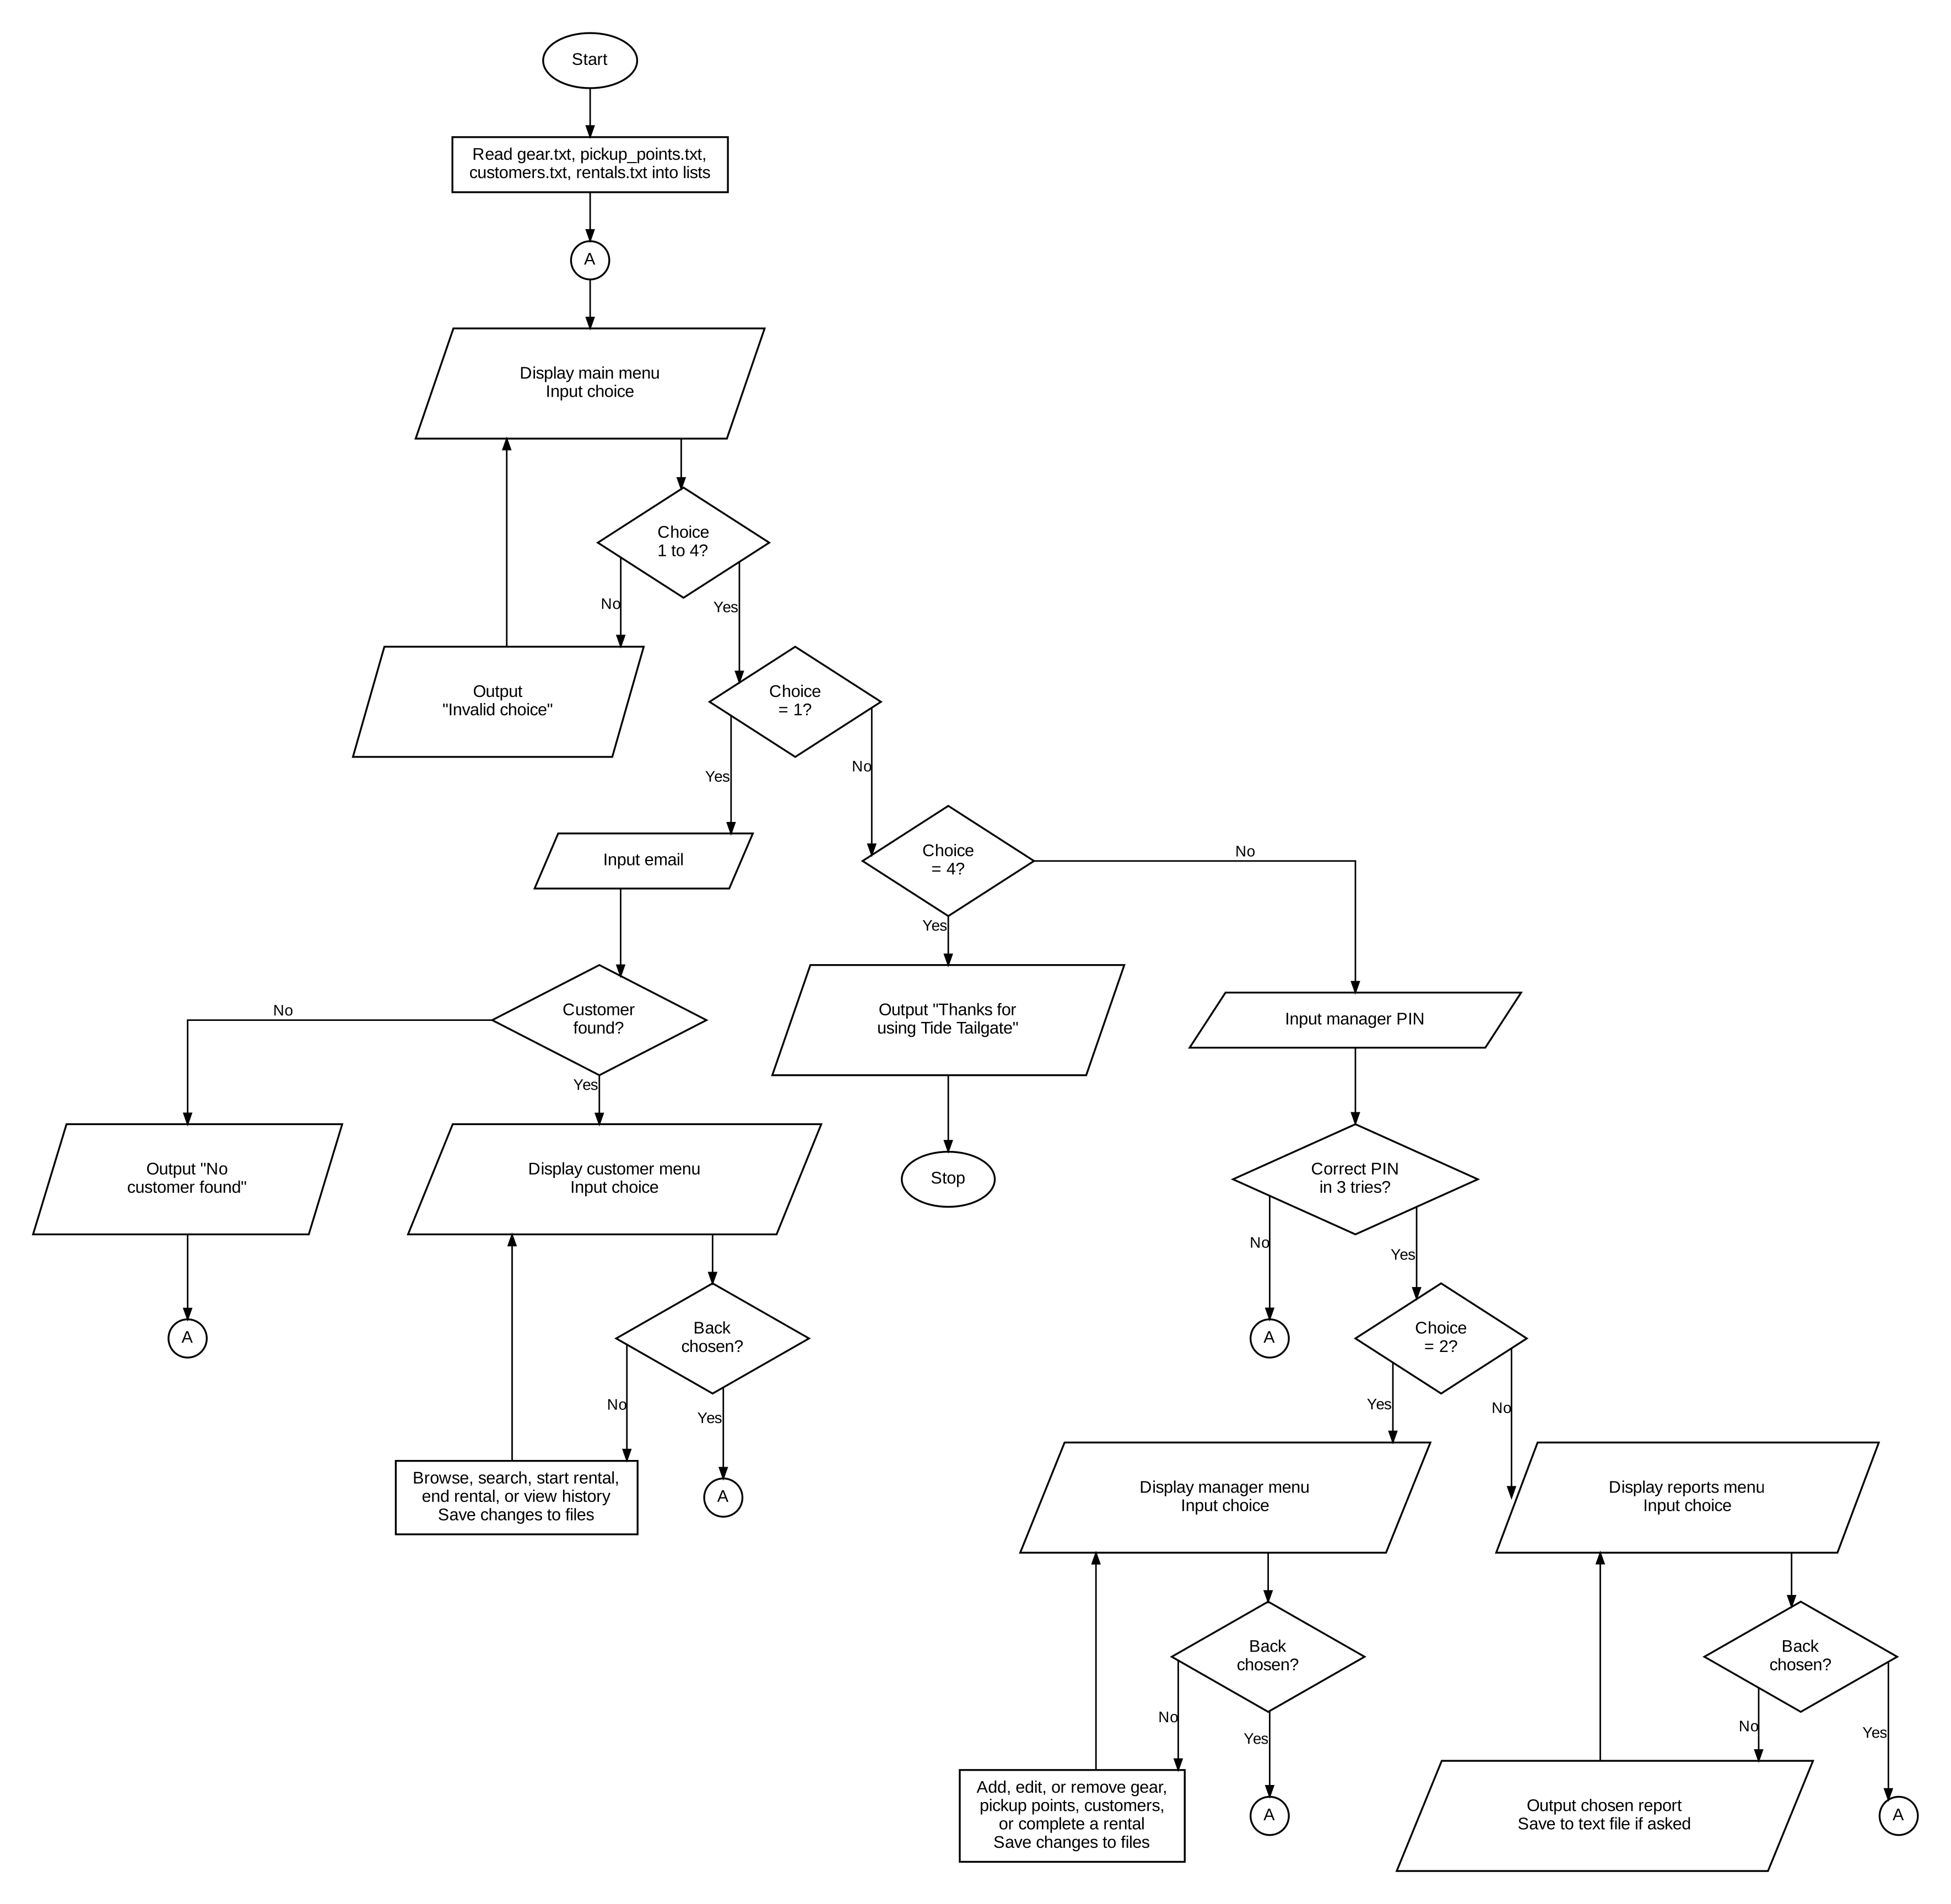 Start
Read gear.txt, pickup_points.txt,
customers.txt, rentals.txt into lists
A
Display main menu
Input choice
Choice
1 to 4?
No
Yes
Output
"Invalid choice"
Choice
= 1?
Yes
No
Input email
Choice
= 4?
No
Yes
Customer
found?
No
Yes
Output "Thanks for
using Tide Tailgate"
Input manager PIN
Output "No
customer found"
Display customer menu
Input choice
Stop
Correct PIN
in 3 tries?
No
Yes
A
Back
chosen?
No
Yes
A
Choice
= 2?
Yes
No
Browse, search, start rental,
end rental, or view history
Save changes to files
A
Display manager menu
Input choice
Display reports menu
Input choice
Back
chosen?
No
Yes
Back
chosen?
No
Yes
Add, edit, or remove gear,
pickup points, customers,
or complete a rental
Save changes to files
A
Output chosen report
Save to text file if asked
A